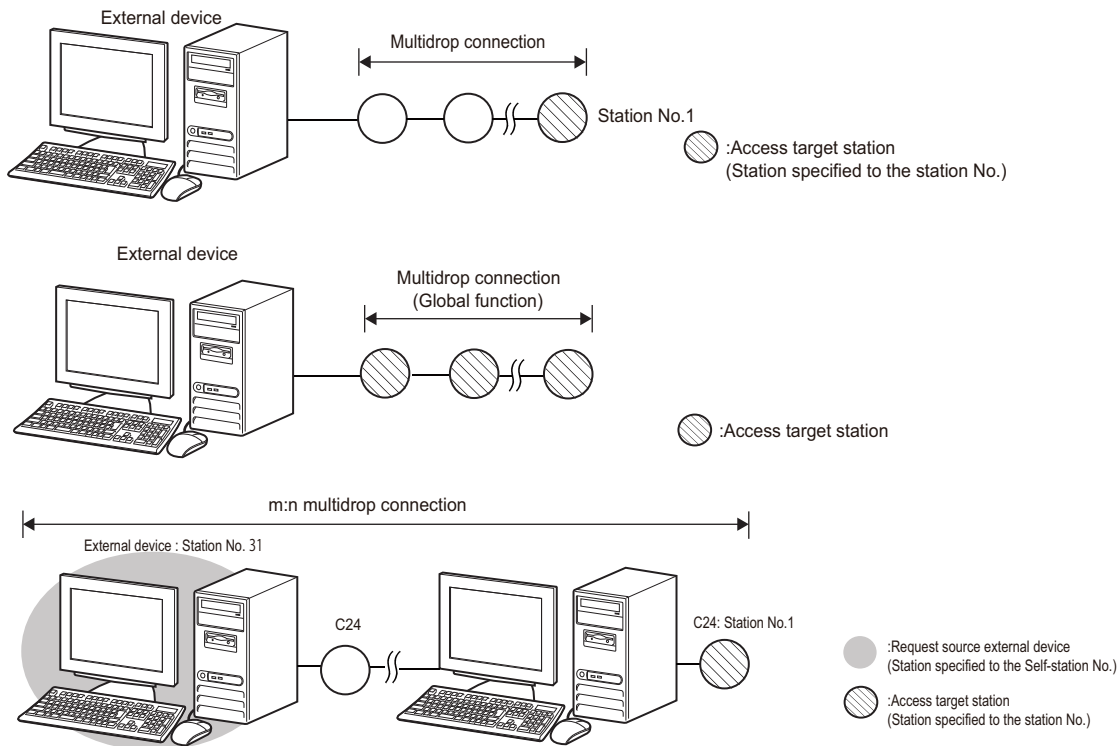 External device
Multidrop connection
Station No.1
:Access target station
(Station specified to the station No.)
External device
Multidrop connection
(Global function)
:Access target station
m:n multidrop connection
External device : Station No. 31
C24
C24: Station No.1
:Request source external device
(Station specified to the Self-station No.)
:Access target station
(Station specified to the station No.)